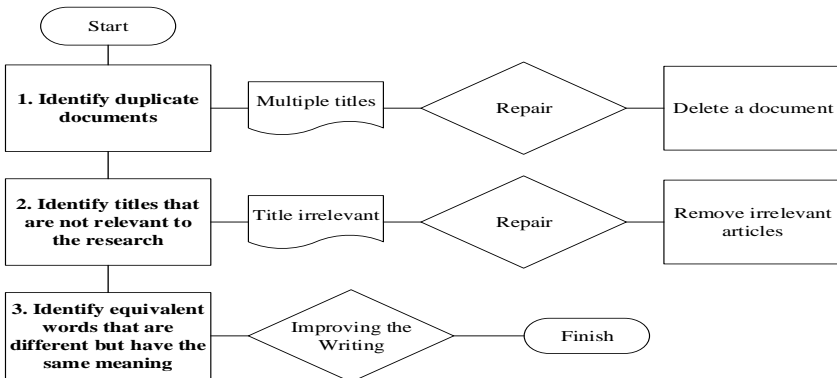 Start
1. Identify duplicate
documents
Multiple titles
Repair
Delete a document
2. Identify titles that
are not relevant to
the research
Title irrelevant
Repair
Remove irrelevant
articles
3. Identify equivalent
words that are
different but have the
same meaning
Improving the
Writing
Finish